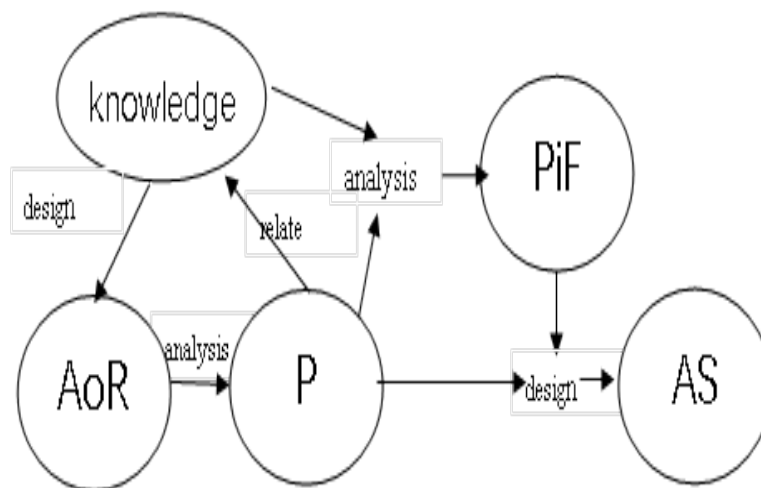 knowledge
PiF
analysis
design
relate
analysis
AoR
P
design
AS